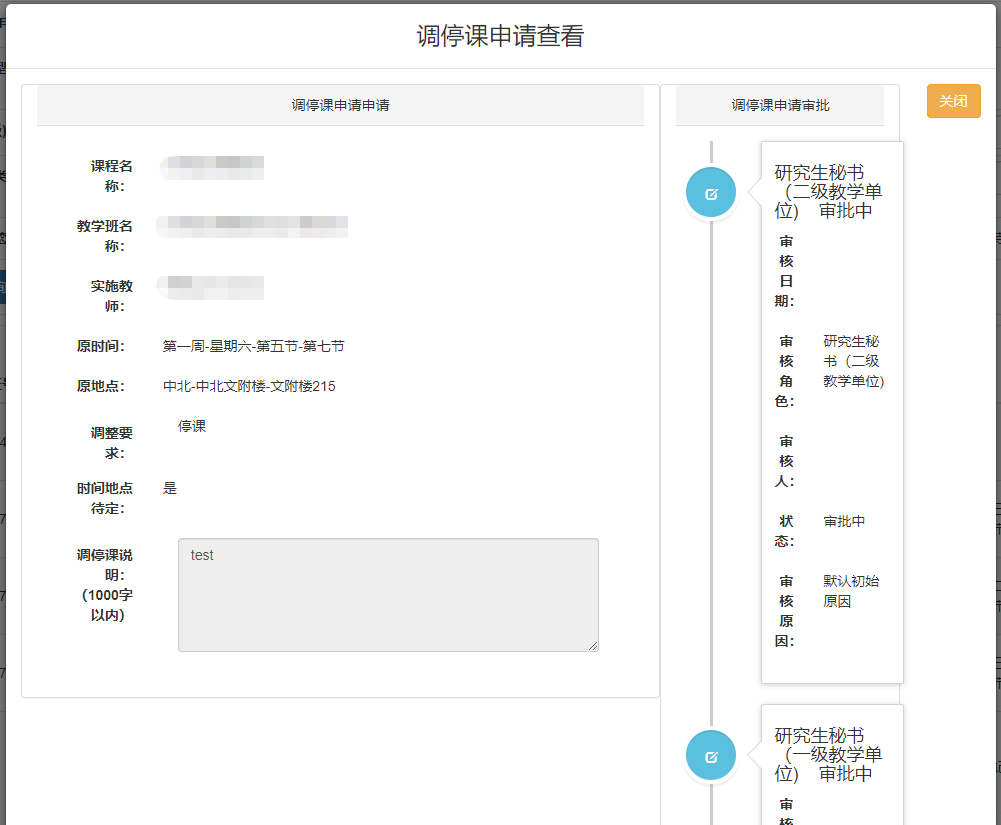 调停课申请查看
调停课申请申请
课程名
称：
教学班名
称：
实施教
师：
原时间：
第一周-星期六-第五节-第七节
原地点：
中北-中北文附楼-文附楼215
调整要
求：
停课
时间地点
待定：
是
调停课说
明：
（1000字
以内）
test
调停课申请审批
关闭
研究生秘书
（二级教学单
位） 审批中
审
核
日
期：
审
核
角
色：
研究生秘
书（二级
教学单位)
审
核
人：
状
态：
审批中
审
核
原
因：
默认初始
原因
研究生秘书
（一级教学单
位） 审批中
审
核